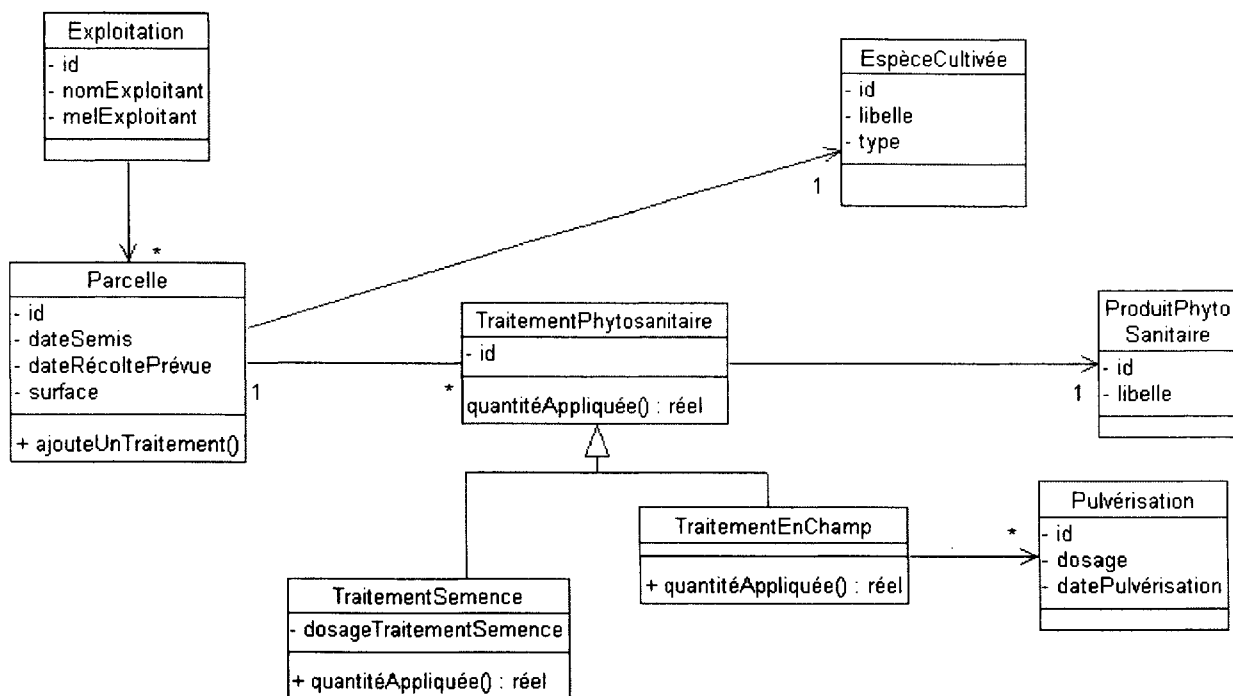 Exploitation
- id
- nomExploitant
- melExploitant
EspèceCultivée
- id
- libelle
- type
1
*
Parcelle
- id
- dateSemis
- dateRécoltePrévue
- surface
+ ajouteUnTraitement()
1
*
TraitementPhytosanitaire
- id
quantitéAppliquée() : réel
1
ProduitPhyto
Sanitaire
- id
- libelle
TraitementEnChamp
+ quantitéAppliquée() : réel
*
Pulvérisation
- id
- dosage
- datePulvérisation
TraitementSemence
- dosageTraitementSemence
+ quantitéAppliquée() : réel